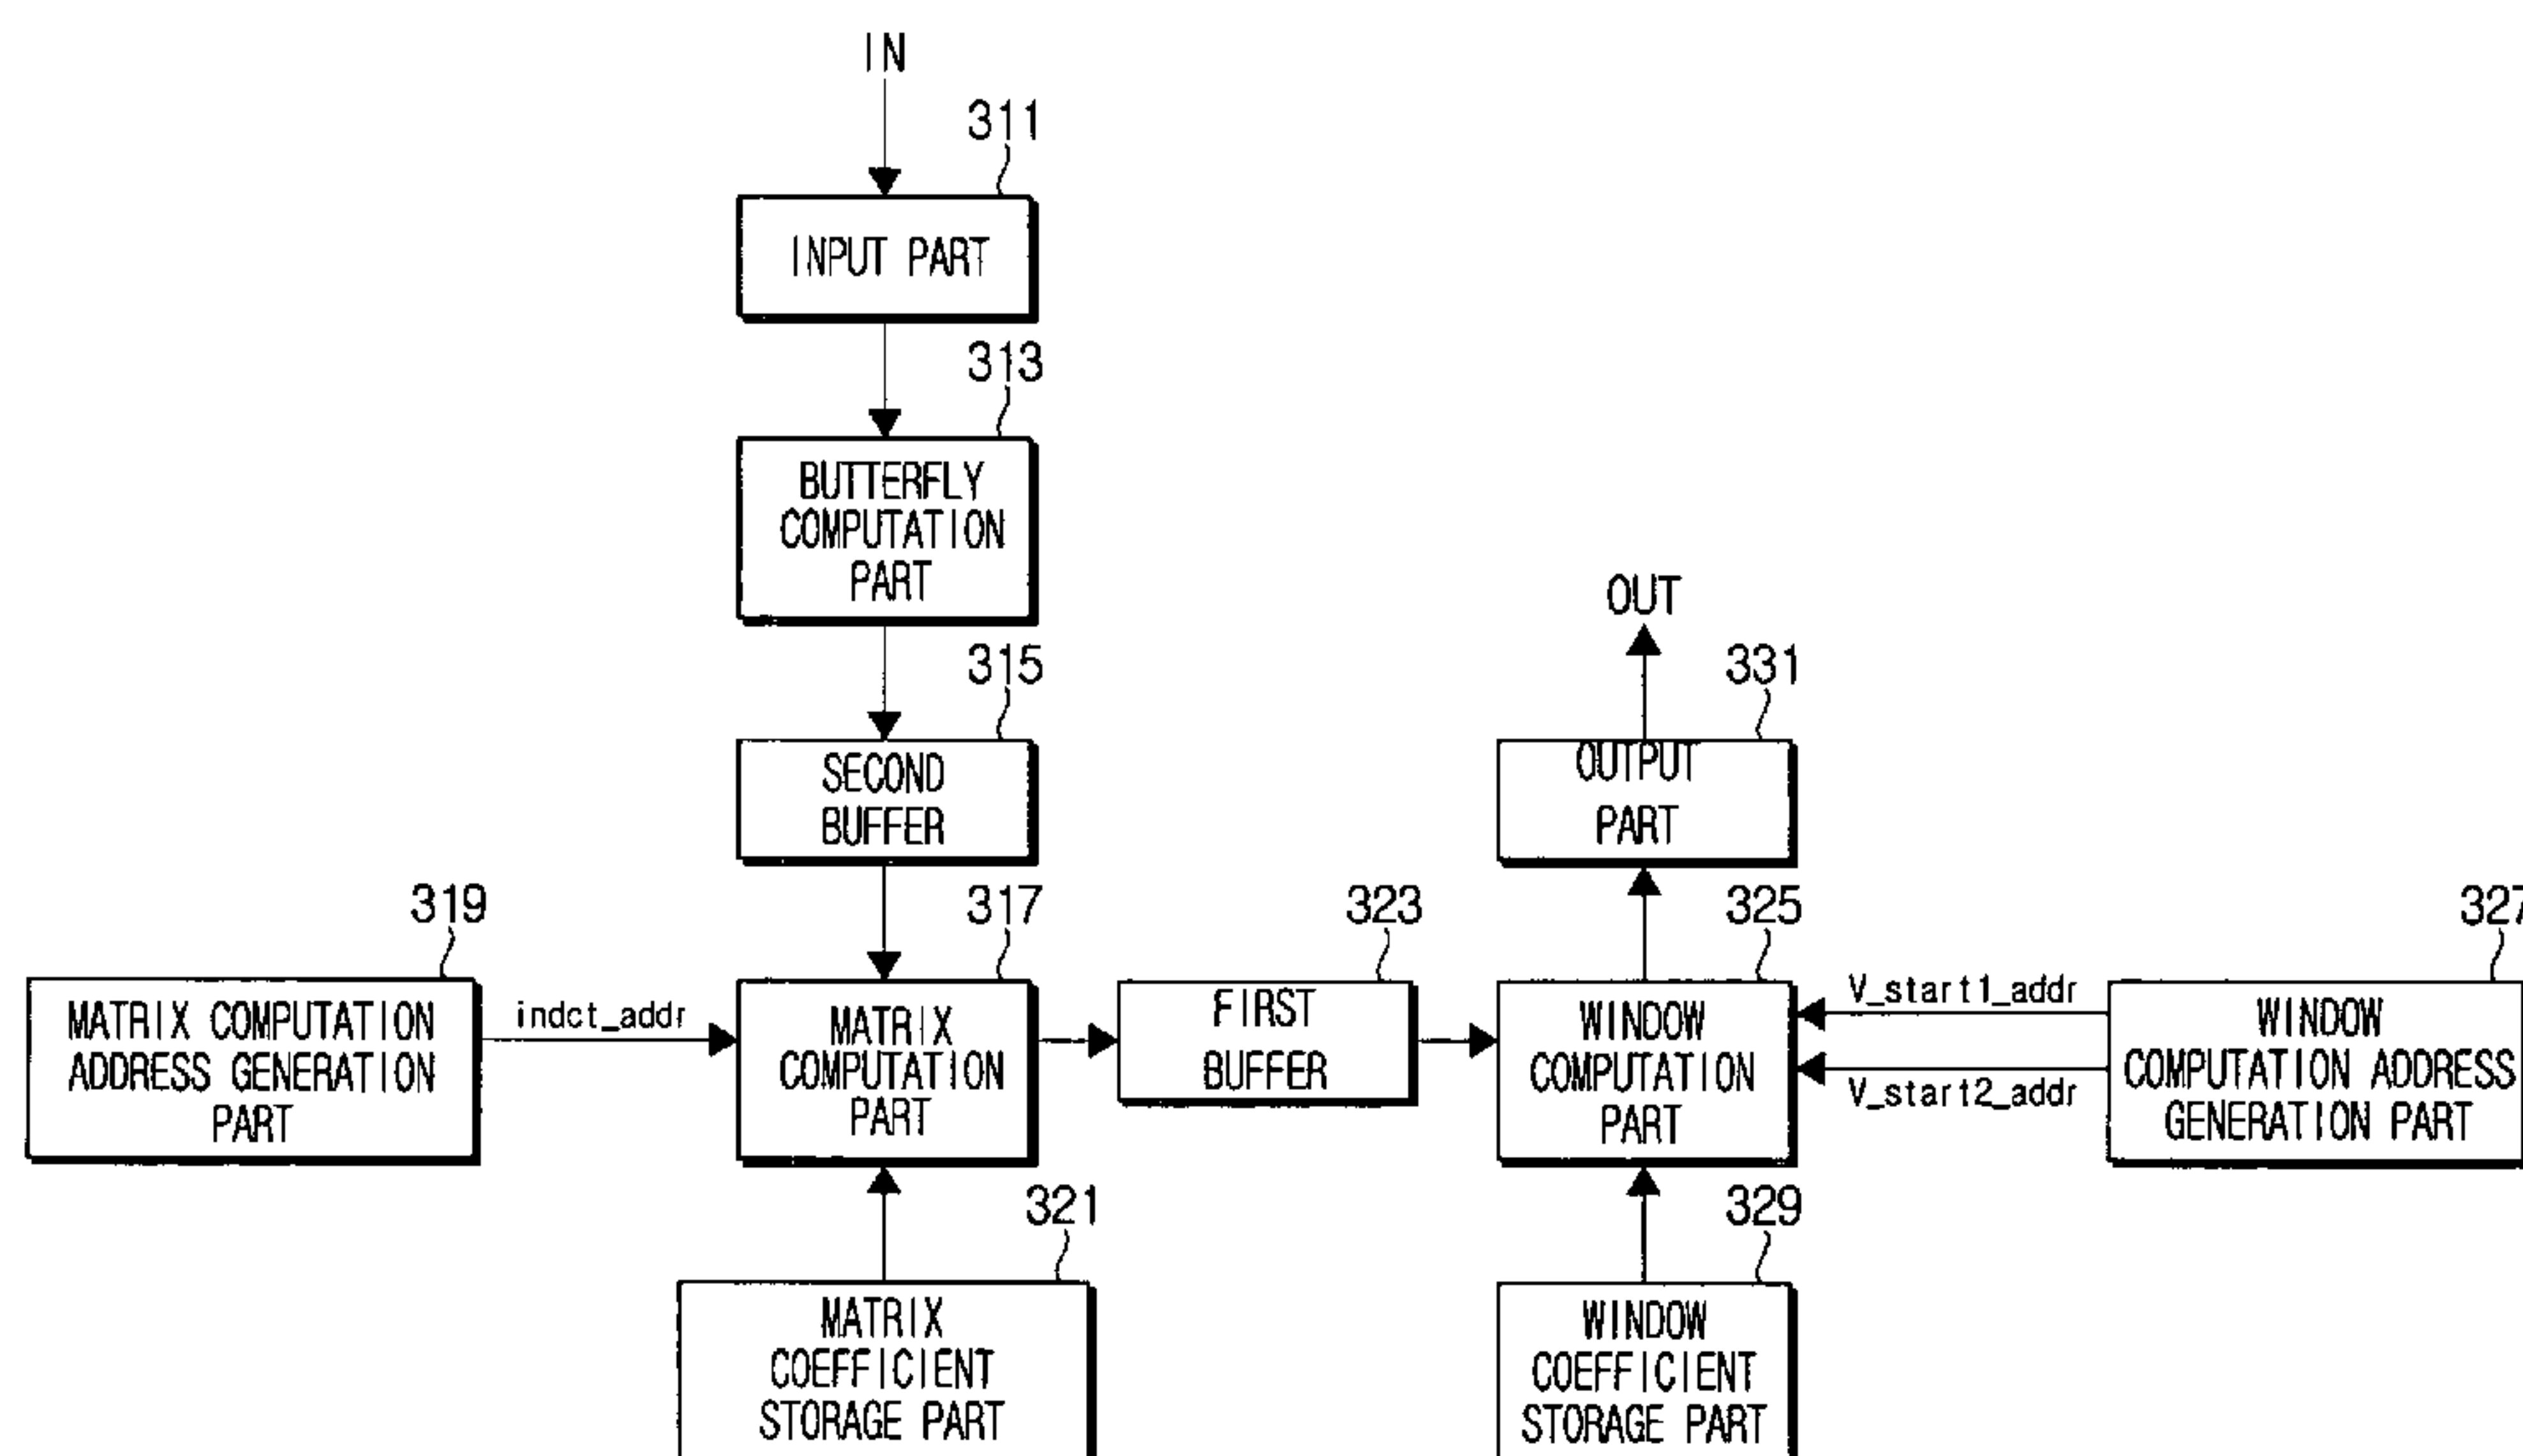 IN
311
INPUT PART
313
BUTTERFLY
COMPUTATION
PART
315
SECOND
BUFFER
OUT
331
OUTPUT
PART
319
MATRIX COMPUTATION
ADDRESS GENERATION
PART
indct_addr
317
MATRIX
COMPUTATION
PART
323
FIRST
BUFFER
325
WINDOW
COMPUTATION
PART
V_start1_addr
V_start2_addr
327
WINDOW
COMPUTATION ADDRESS
GENERATION PART
321
MATRIX
COEFFICIENT
STORAGE PART
329
WINDOW
COEFFICIENT
STORAGE PART